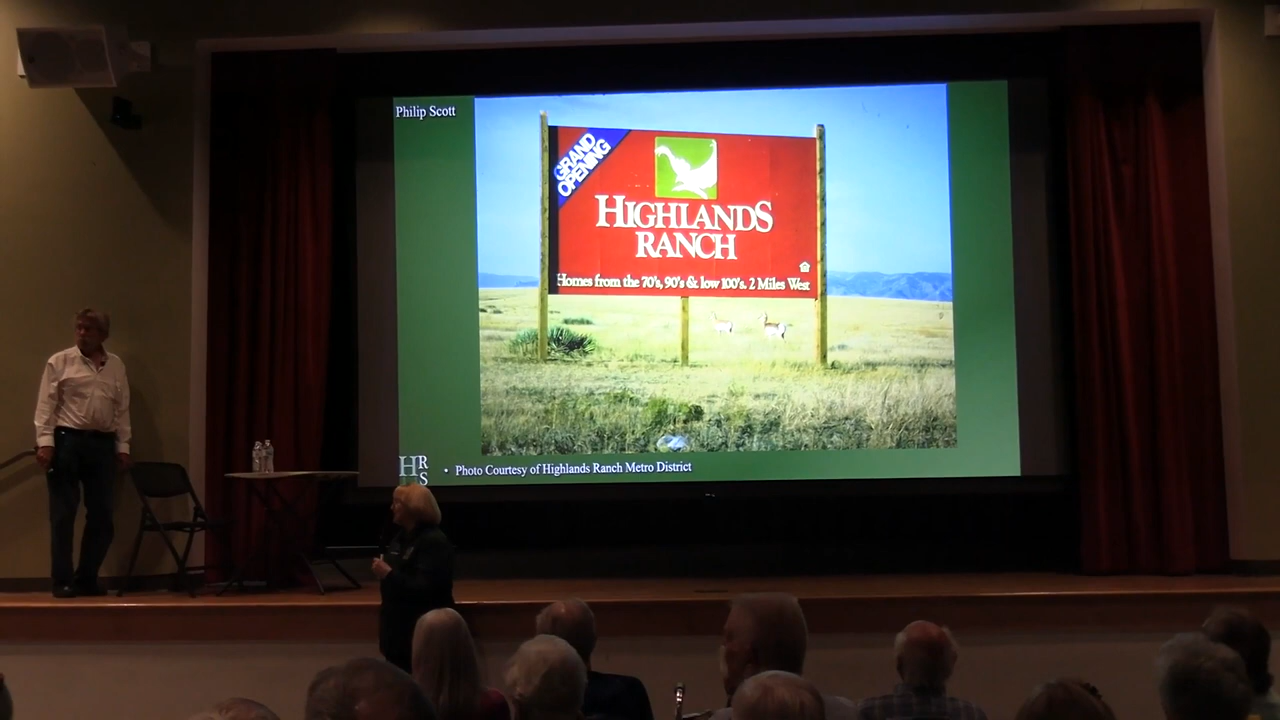 Philip Scott
GRAND
OPENING
HIGHLANDS
RANCH
Homes from the 70's, 90's & low 100's. 2 Miles West
HR
S
• Photo Courtesy of Highlands Ranch Metro District